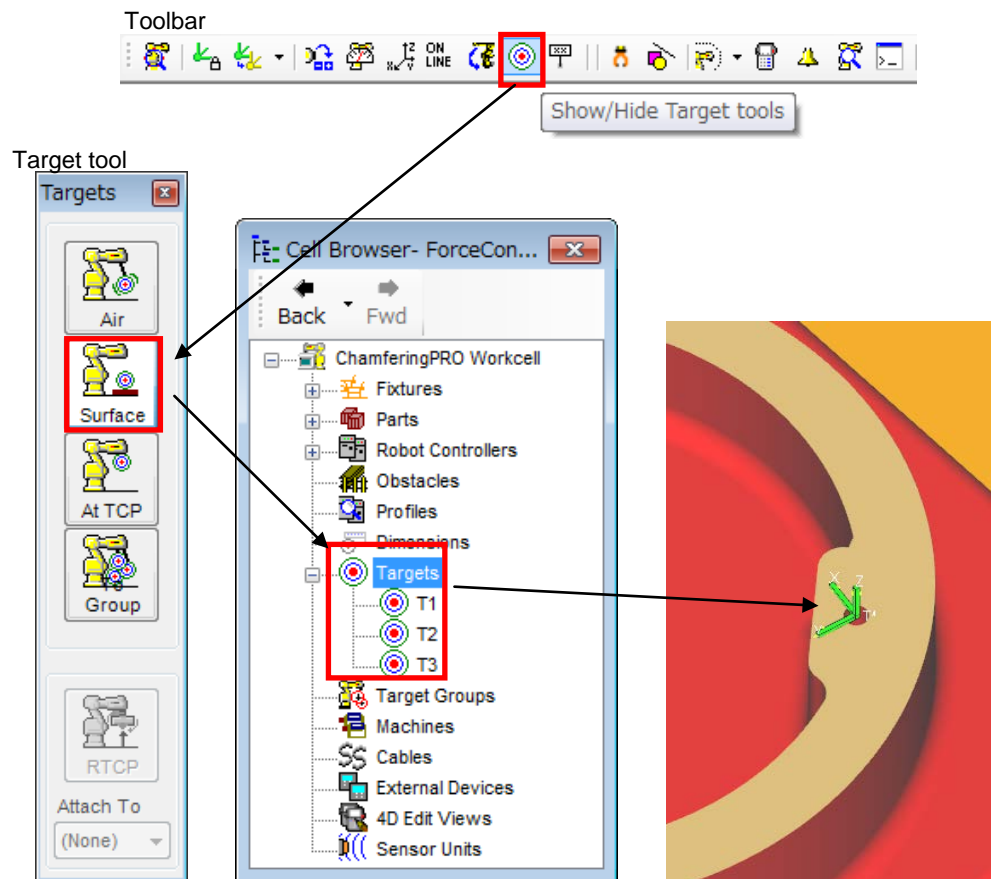 Toolbar
ON
LINE
XX
Show/Hide Target tools
Target tool
Targets
Air
Surface
At TCP
Group
RTCP
Attach To
(None)
Cell Browser- ForceCon...
Back Fwd
ChamferingPRO Workcell
Fixtures
Parts
Robot Controllers
Obstacles
Profiles
Dimensions
Targets
T1
T2
T3
Target Groups
Machines
Cables
External Devices
4D Edit Views
Sensor Units
X
Z
Y